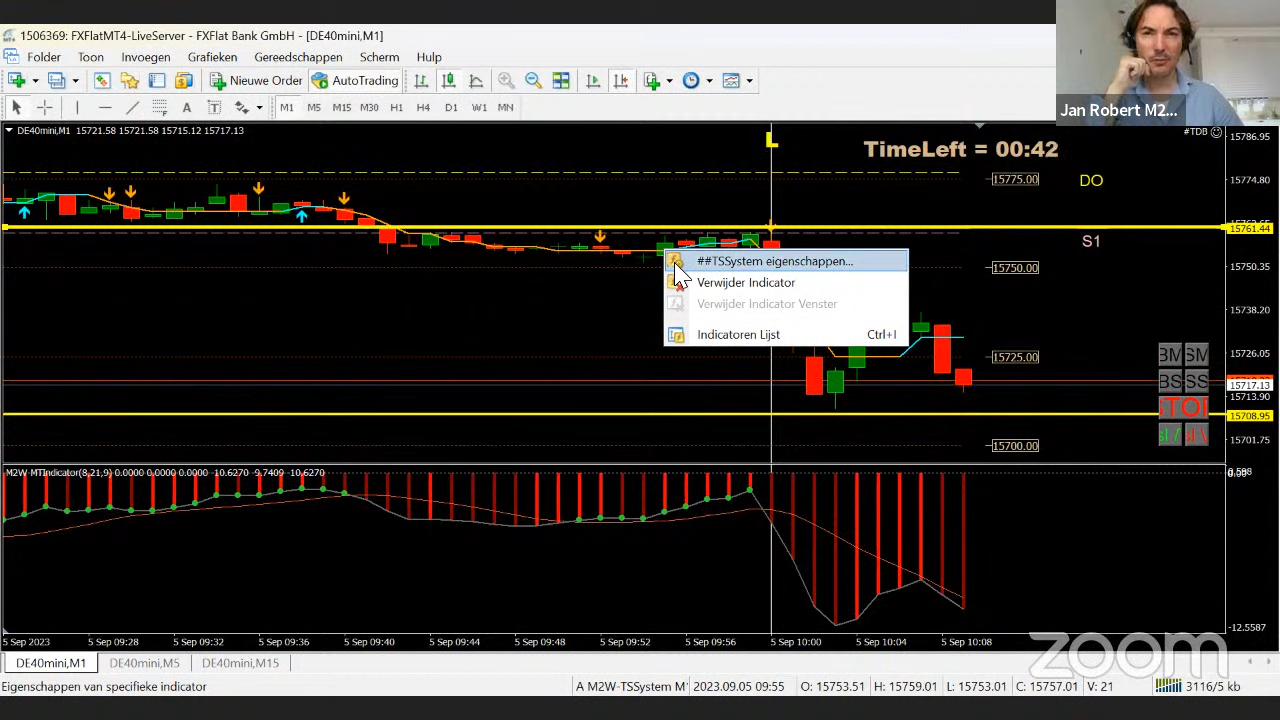 1506369: FXFlatMT4-LiveServer - FXFlat Bank GmbH - [DE40mini,M1]
Folder Toon Invoegen Grafieken Gereedschappen Scherm Help
Nieuwe Order AutoTrading
A T M1 M5 M15 M30 H1 H4 D1 W1 MN
Jan Robert M2...
DE40mini,M1 15721.58 15721.58 15715.12 15717.13
#TDB
L
TimeLeft = 00:42
15786.95
15775.00
DO
15774.80
15761.44
S1
##TSSystem eigenschappen...
15750.00
15750.35
Verwijder Indicator
Verwijder Indicator Venster
15738.20
Indicatoren Lijst Ctrl+I
15725.00
BM SM
15726.05
BS SS
15717.13
15713.90
15708.95
15700.00
15701.75
M2W MTIndicator(8,21,9) 0.0000 0.0000 0.0000 -10.6270 -9.7409 -10.6270
-12.5587
5 Sep 2023 5 Sep 09:28 5 Sep 09:32 5 Sep 09:36 5 Sep 09:40 5 Sep 09:44 5 Sep 09:48 5 Sep 09:52 5 Sep 09:56 5 Sep 10:00 5 Sep 10:04 5 Sep 10:08
zoom
DE40mini,M1 DE40mini,M5 DE40mini,M15
Eigenschappen van specifieke indicator
A M2W-TSSystem M' 2023.09.05 09:55 O: 15753.51 H: 15759.01 L: 15753.01 C: 15757.01 V: 21 3116/5 kb